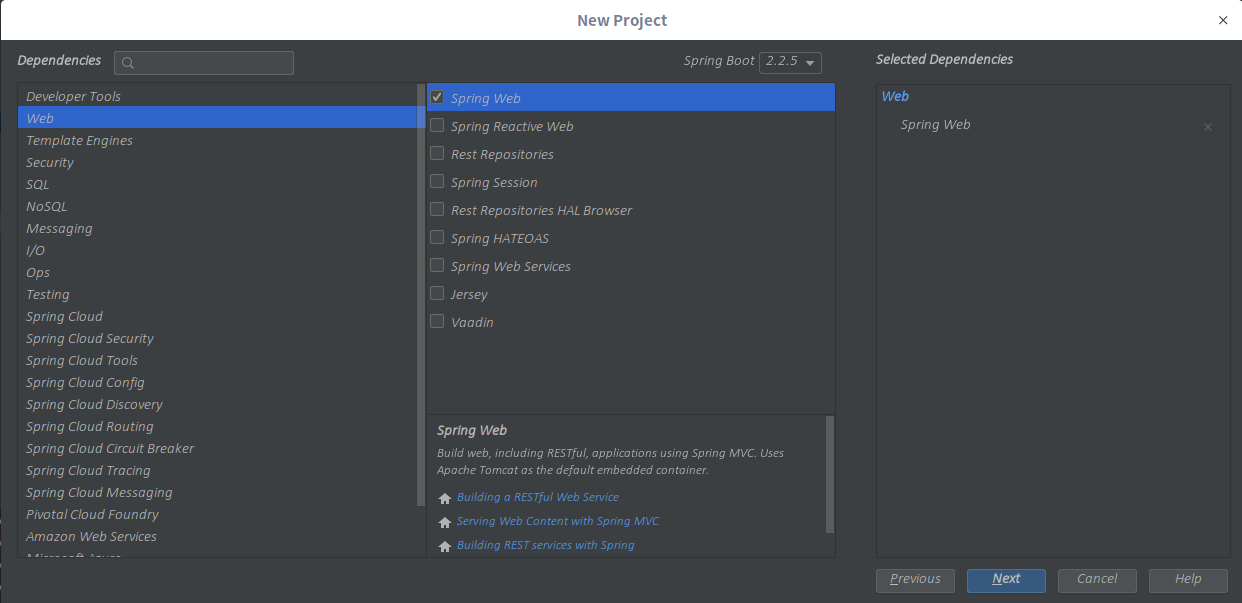 New Project
Dependencies
Spring Boot 2.2.5
Selected Dependencies
Developer Tools
Web
Template Engines
Security
SQL
NoSQL
Messaging
I/O
Ops
Testing
Spring Cloud
Spring Cloud Security
Spring Cloud Tools
Spring Cloud Config
Spring Cloud Discovery
Spring Cloud Routing
Spring Cloud Circuit Breaker
Spring Cloud Tracing
Spring Cloud Messaging
Pivotal Cloud Foundry
Amazon Web Services
Microsoft Azure
Spring Web
Spring Reactive Web
Rest Repositories
Spring Session
Rest Repositories HAL Browser
Spring HATEOAS
Spring Web Services
Jersey
Vaadin
Spring Web
Build web, including RESTful, applications using Spring MVC. Uses
Apache Tomcat as the default embedded container.
Building a RESTful Web Service
Serving Web Content with Spring MVC
Building REST services with Spring
Web
Spring Web
Previous
Next
Cancel
Help